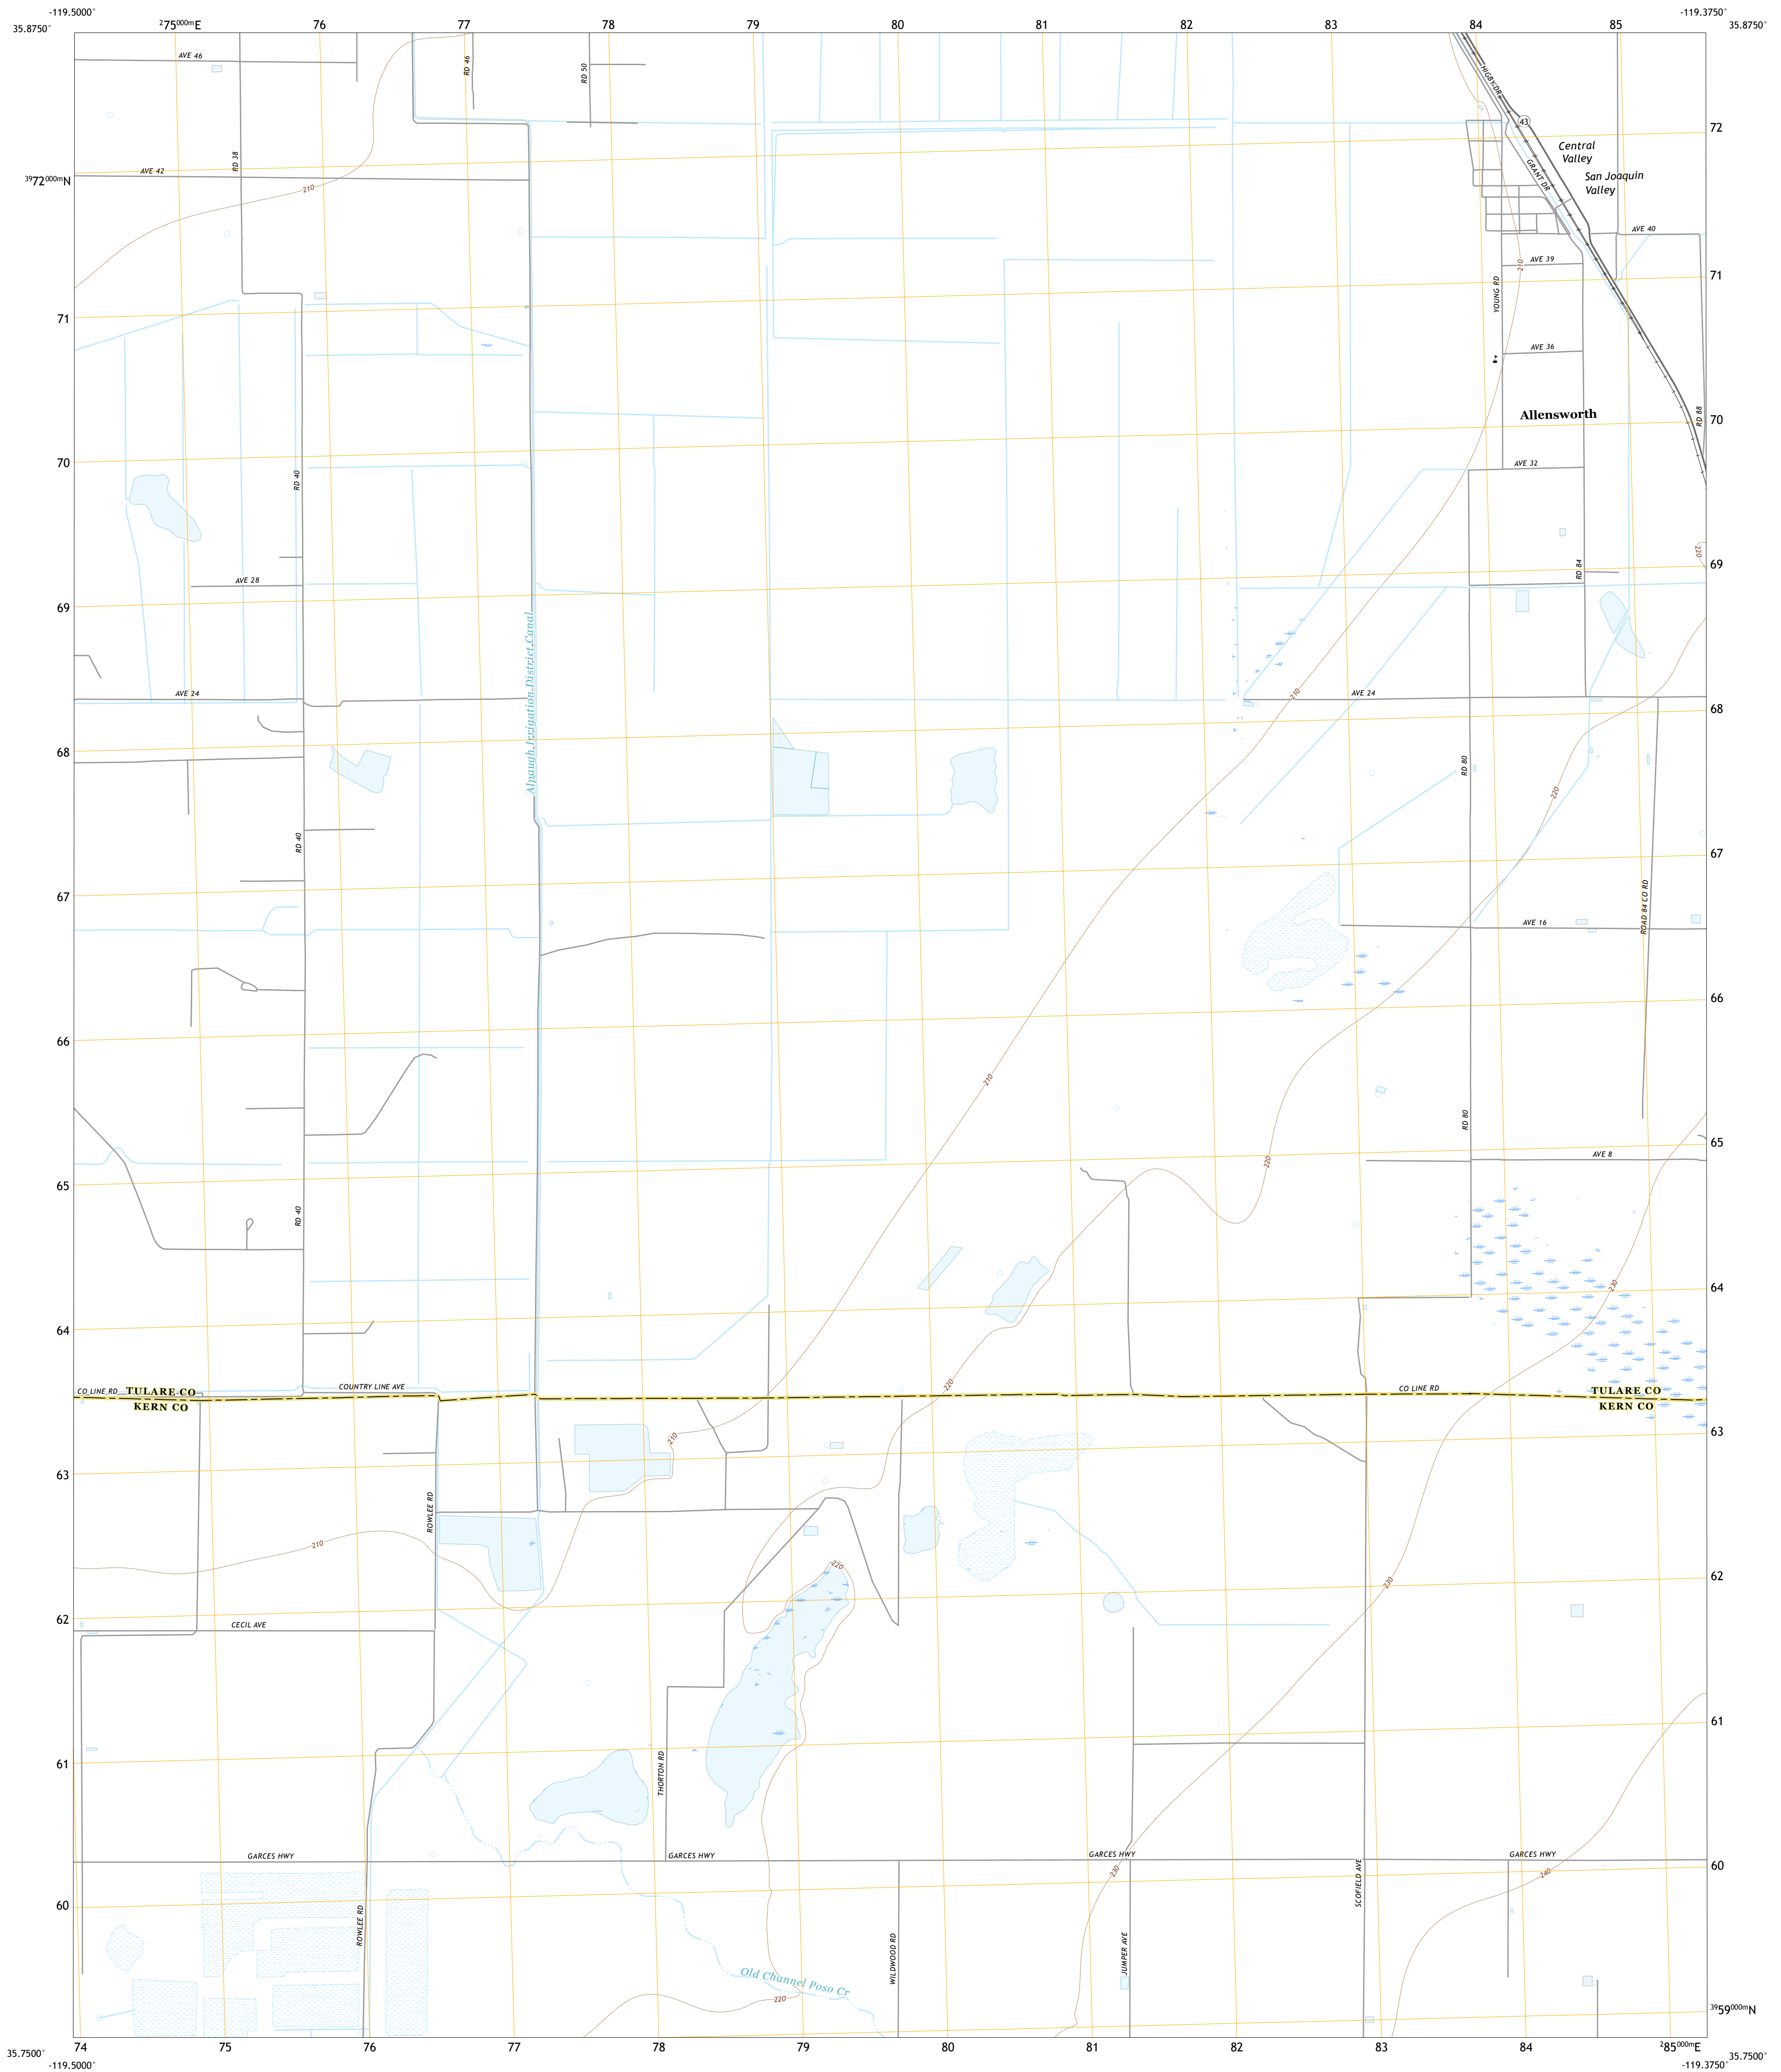 -119.5000° -119.3750°
35.8750° ²75⁰⁰⁰ᵐE 76 77 78 79 80 81 82 83 84 85 35.8750°
AVE 46
RD 46
RD 50
HIGBY DR
43
72
Central
Valley
RD 38
GRANT DR
San Joaquin
Valley
AVE 42
³⁹72⁰⁰⁰ᵐN
210
AVE 40
AVE 39
210
71
YOUNG RD
71
AVE 36
Allensworth
RD 88
70
70
AVE 32
RD 40
220
69
RD 84
AVE 28
69
Alpaugh Irrigation District Canal
AVE 24
210
AVE 24
68
68
RD 80
220
RD 40
67
67
ROAD 84 CO RD
AVE 16
66
66
210
RD 80
65
AVE 8
220
65
RD 40
230
64
64
CO LINE RD
TULARE CO
KERN CO
COUNTRY LINE AVE
220
CO LINE RD
TULARE CO
KERN CO
210
63
63
ROWLEE RD
210
220
230
62
62
CECIL AVE
61
61
THORTON RD
GARCES HWY
GARCES HWY
GARCES HWY
GARCES HWY
60
230
SCOFIELD AVE
240
60
ROWLEE RD
WILDWOOD RD
JUMPER AVE
Old Channel Poso Cr
220
³⁹59⁰⁰⁰ᵐN
35.7500° 74 75 76 77 78 79 80 81 82 83 84 ²85⁰⁰⁰ᵐE 35.7500°
-119.5000° -119.3750°